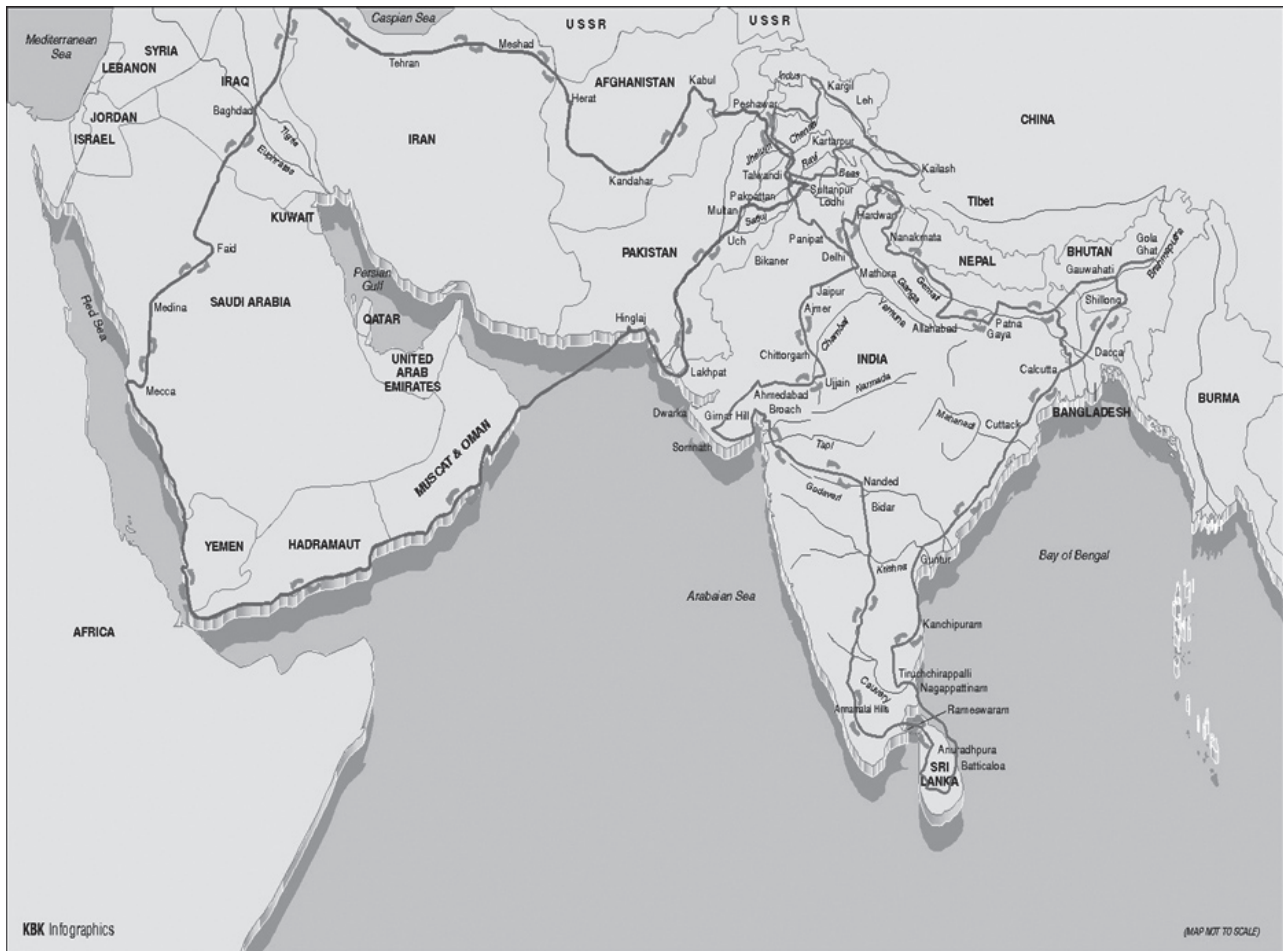 Mediterranean
Sea
SYRIA
LEBANON
Caspian Sea
USSR
USSR
Meshad
Tehran
IRAQ
Baghdad
JORDAN
ISRAEL
Tigris
Euphrates
IRAN
AFGHANISTAN
Herat
Kabul
Kandahar
Peshawar
Indus
Kargil
Leh
CHINA
Jhelum
Chenab
Kartarpur
Ravi
Beas
Talwandi
Kailash
Pakpattan
Sultanpur
Lodhi
Multan
Sutlej
Uch
Tibet
KUWAIT
Faid
PAKISTAN
Panipat
Hardwar
Nanakmata
Bikaner
Delhi
NEPAL
BHUTAN
Gola
Ghat
Gauwahati
Brahmaputra
Persian
Gulf
Mathura
Ganga
Gomati
Shillong
Red Sea
Medina
SAUDI ARABIA
QATAR
Hinglaj
Jaipur
Ajmer
Yamuna
Allahabad
Patna
Gaya
Chambal
UNITED
ARAB
EMIRATES
Lakhpat
Chittorgarh
INDIA
Dacca
Calcutta
Mecca
Ujjain
Narmada
Ahmedabad
Broach
Dwarka
Girnar Hill
BANGLADESH
BURMA
Mahanadi
Cuttack
Somnath
Tapi
MUSCAT & OMAN
Nanded
Godavari
Bidar
YEMEN
HADRAMAUT
Krishna
Guntur
Bay of Bengal
Arabaian Sea
AFRICA
Kanchipuram
Tiruchchirappalli
Nagappattinam
Cauvery
Annamalai Hills
Rameswaram
Anuradhpura
Batticaloa
SRI
LANKA
KBK Infographics
(MAP NOT TO SCALE)